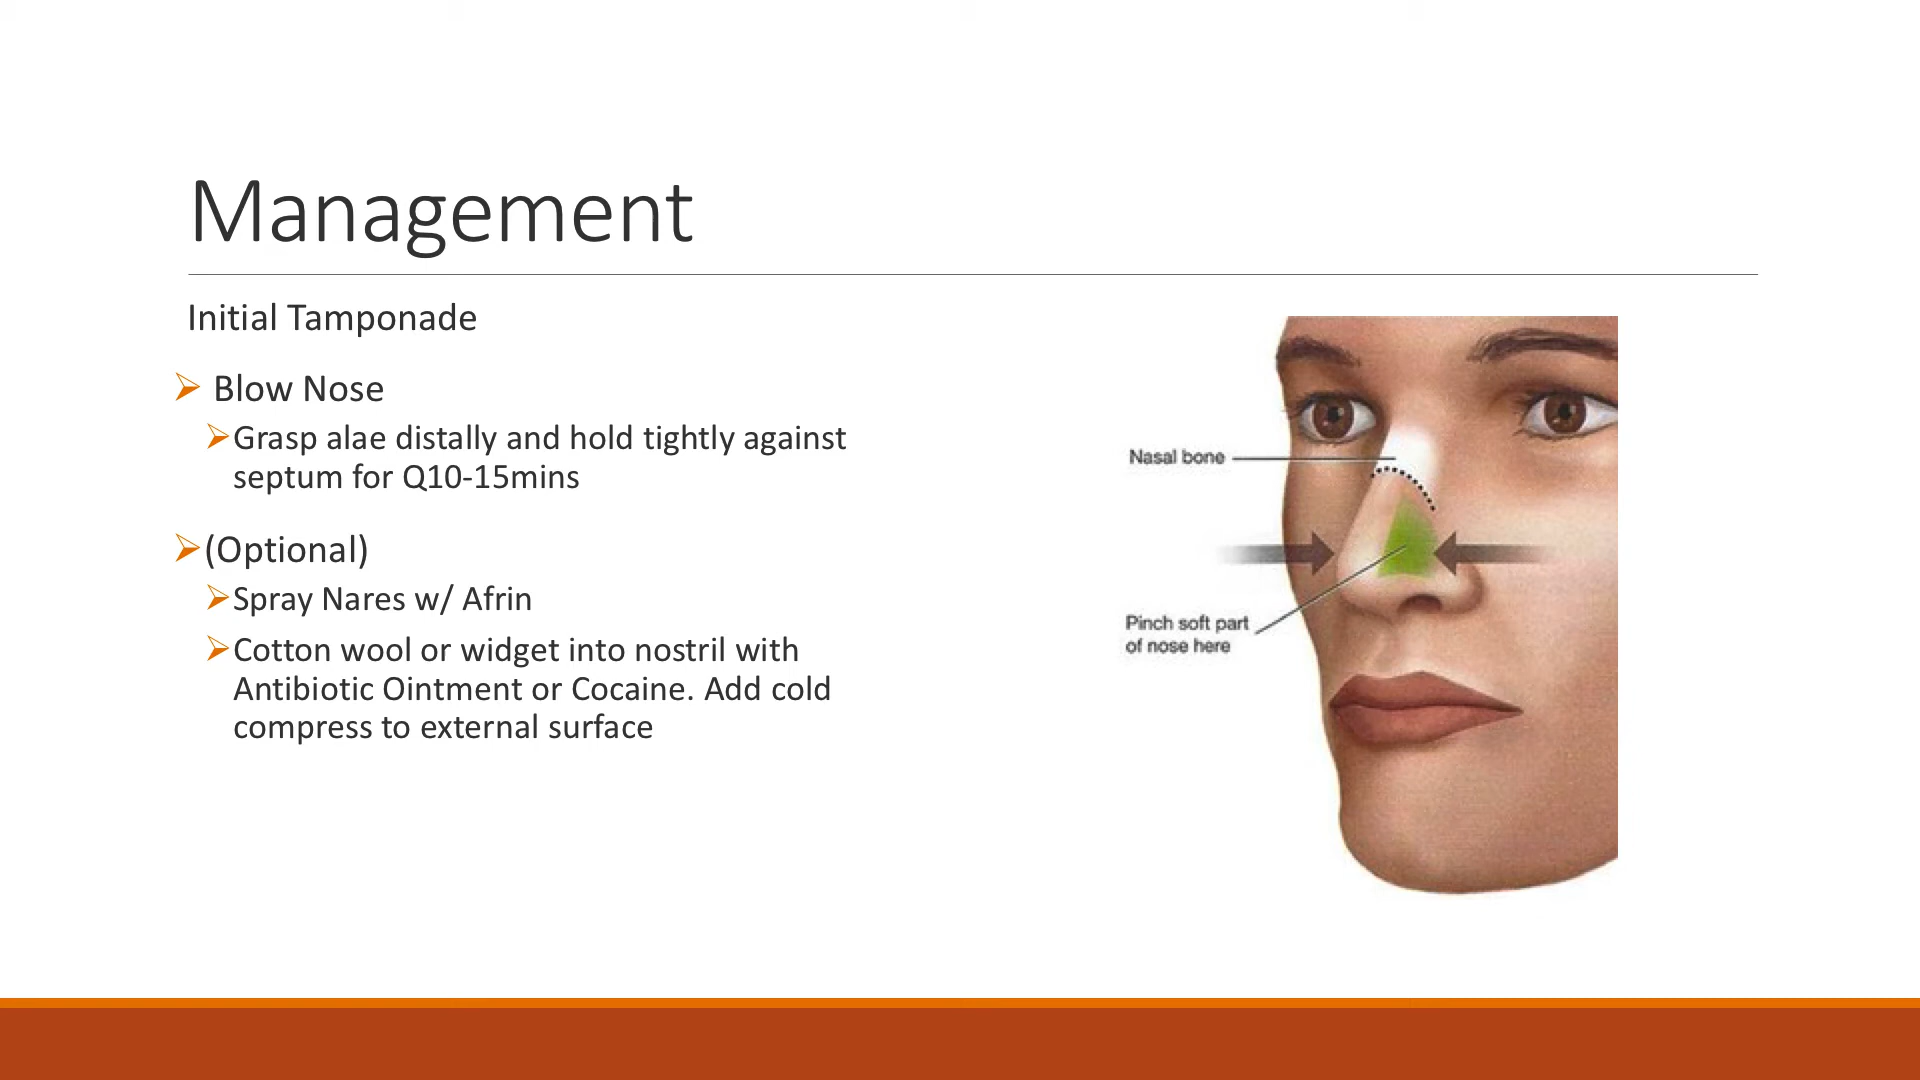 Management
Initial Tamponade
Blow Nose
Grasp alae distally and hold tightly against
septum for Q10-15mins
(Optional)
Spray Nares w/ Afrin
Cotton wool or widget into nostril with
Antibiotic Ointment or Cocaine. Add cold
compress to external surface
Nasal bone
Pinch soft part
of nose here